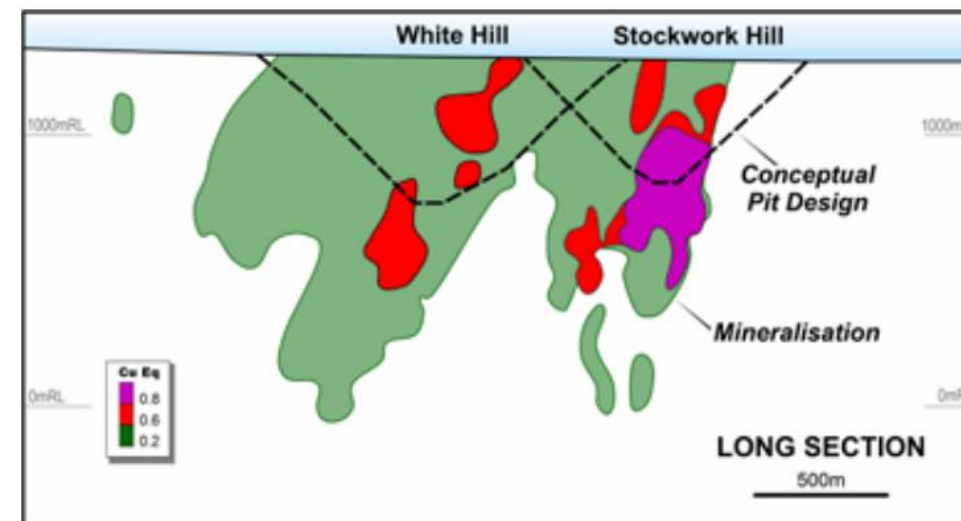 White Hill
Stockwork Hill
1000mRL
1000m
Conceptual
Pit Design
Mineralisation
Cu Eq
0.8
0.6
0.2
0mRL
0m
LONG SECTION
500m